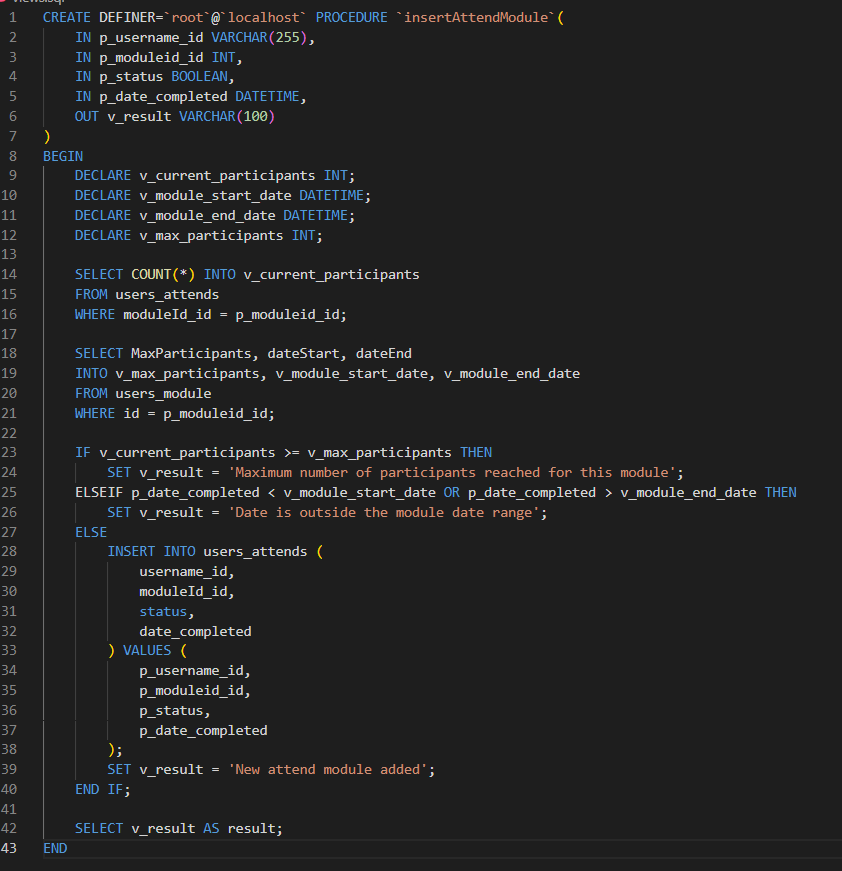 1 CREATE DEFINER=`root`@`localhost` PROCEDURE `insertAttendModule`(
2 IN p_username_id VARCHAR(255),
3 IN p_moduleid_id INT,
4 IN p_status BOOLEAN,
5 IN p_date_completed DATETIME,
6 OUT v_result VARCHAR(100)
7 )
8 BEGIN
9 DECLARE v_current_participants INT;
10 DECLARE v_module_start_date DATETIME;
11 DECLARE v_module_end_date DATETIME;
12 DECLARE v_max_participants INT;
13
14 SELECT COUNT(*) INTO v_current_participants
15 FROM users_attends
16 WHERE moduleId_id = p_moduleid_id;
17
18 SELECT MaxParticipants, dateStart, dateEnd
19 INTO v_max_participants, v_module_start_date, v_module_end_date
20 FROM users_module
21 WHERE id = p_moduleid_id;
22
23 IF v_current_participants >= v_max_participants THEN
24 SET v_result = 'Maximum number of participants reached for this module';
25 ELSEIF p_date_completed < v_module_start_date OR p_date_completed > v_module_end_date THEN
26 SET v_result = 'Date is outside the module date range';
27 ELSE
28 INSERT INTO users_attends (
29 username_id,
30 moduleId_id,
31 status,
32 date_completed
33 ) VALUES (
34 p_username_id,
35 p_moduleid_id,
36 p_status,
37 p_date_completed
38 );
39 SET v_result = 'New attend module added';
40 END IF;
41
42 SELECT v_result AS result;
43 END